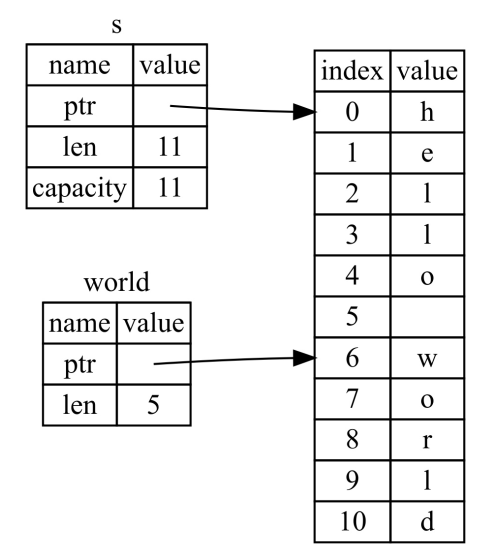 s
name value
ptr
len 11
capacity 11
world
name value
ptr
len 5
index value
0 h
1 e
2 l
3 l
4 o
5
6 w
7 o
8 r
9 l
10 d